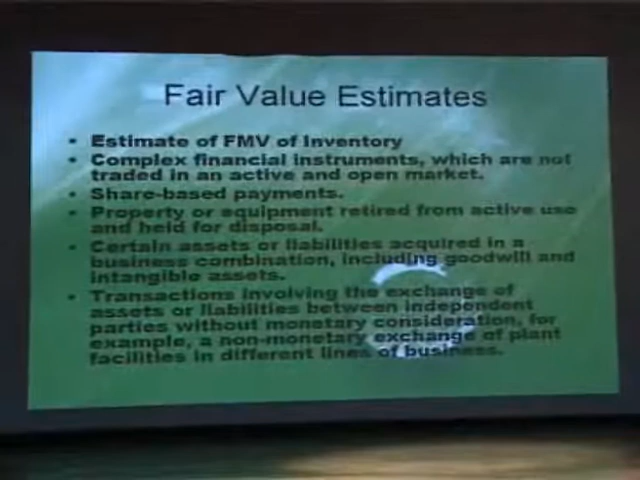 Fair Value Estimates
• Estimate of FMV of Inventory
• Complex financial instruments, which are not
traded in an active and open market.
• Share-based payments.
• Property or equipment retired from active use
and held for disposal.
• Certain assets or liabilities acquired in a
business combination, including goodwill and
intangible assets.
• Transactions involving the exchange of
assets or liabilities between independent
parties without monetary consideration, for
example, a non-monetary exchange of plant
facilities in different lines of business.